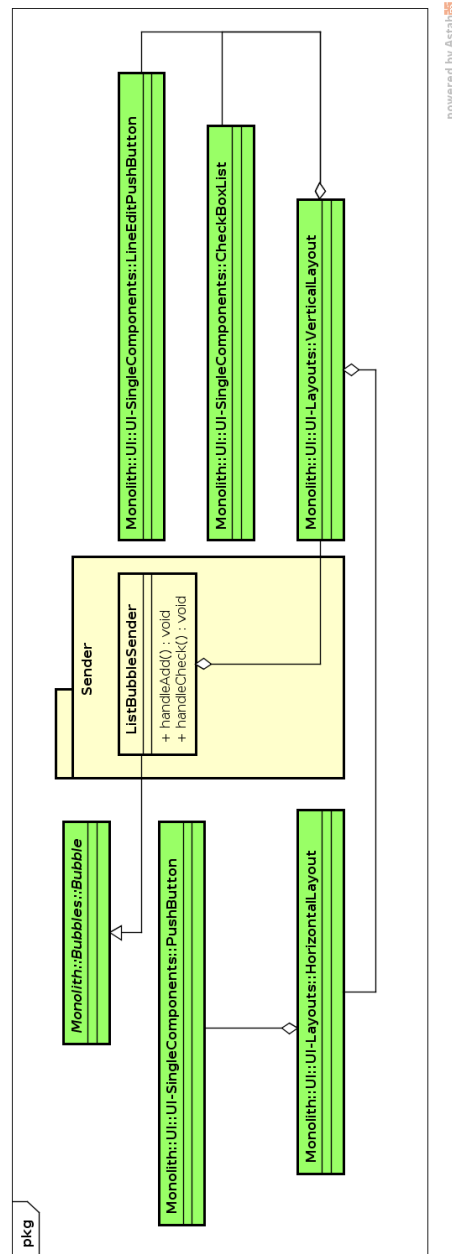 pkg
Monolith::Bubbles::Bubble
Monolith::UI::UI-SingleComponents::PushButton
Monolith::UI::UI-Layouts::HorizontalLayout
Sender
ListBubbleSender
+ handleAdd() : void
+ handleCheck() : void
Monolith::UI::UI-SingleComponents::LineEditPushButton
Monolith::UI::UI-SingleComponents::CheckBoxList
Monolith::UI::UI-Layouts::VerticalLayout
powered by Astah